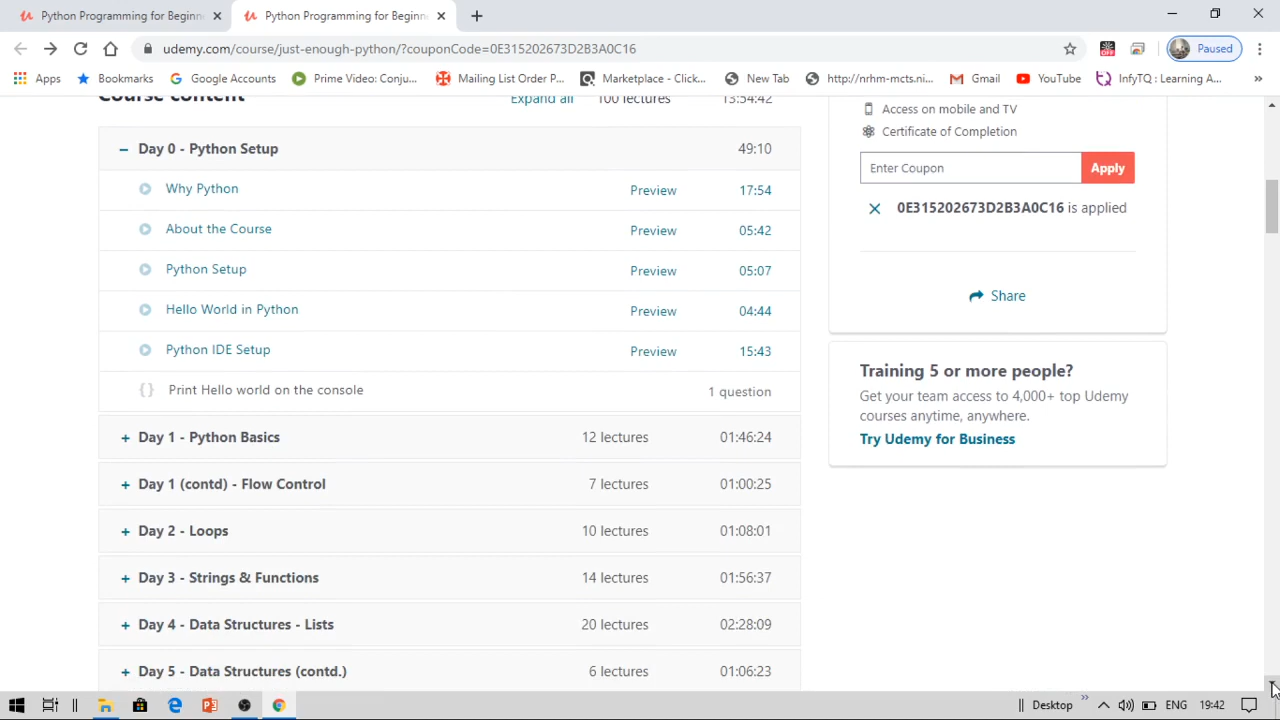 Python Programming for Beginn
Python Programming for Beginne
udemy.com/course/just-enough-python/?couponCode=0E315202673D2B3A0C16
Paused
Apps
Bookmarks
Google Accounts
Prime Video: Conju...
Mailing List Order P...
Marketplace - Click...
New Tab
http://nrhm-mcts.ni...
Gmail
YouTube
InfyTQ : Learning A...
»
Course content
Expand all
100 lectures
13:54:42
Day 0 - Python Setup 49:10
Why Python Preview 17:54
About the Course Preview 05:42
Python Setup Preview 05:07
Hello World in Python Preview 04:44
Python IDE Setup Preview 15:43
{ } Print Hello world on the console 1 question
+ Day 1 - Python Basics 12 lectures 01:46:24
+ Day 1 (contd) - Flow Control 7 lectures 01:00:25
+ Day 2 - Loops 10 lectures 01:08:01
+ Day 3 - Strings & Functions 14 lectures 01:56:37
+ Day 4 - Data Structures - Lists 20 lectures 02:28:09
+ Day 5 - Data Structures (contd.) 6 lectures 01:06:23
Access on mobile and TV
Certificate of Completion
Enter Coupon
Apply
0E315202673D2B3A0C16 is applied
Share
Training 5 or more people?
Get your team access to 4,000+ top Udemy
courses anytime, anywhere.
Try Udemy for Business
Desktop
»
ENG
19:42